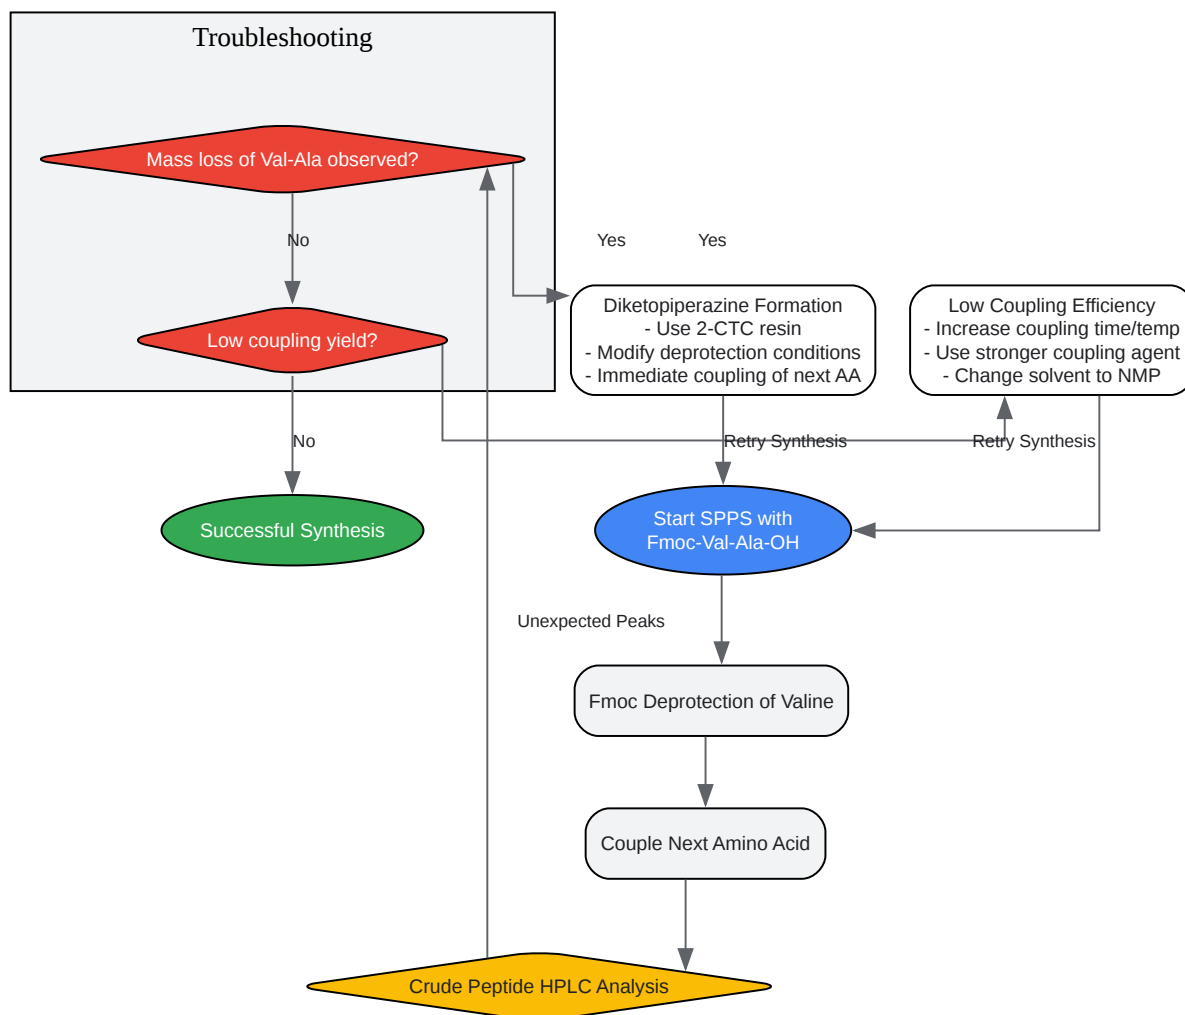 Troubleshooting
Mass loss of Val-Ala observed?
No
Yes
Yes
Diketopiperazine Formation
- Use 2-CTC resin
- Modify deprotection conditions
- Immediate coupling of next AA
Low Coupling Efficiency
- Increase coupling time/temp
- Use stronger coupling agent
- Change solvent to NMP
Low coupling yield?
No
Retry Synthesis
Retry Synthesis
Successful Synthesis
Start SPPS with
Fmoc-Val-Ala-OH
Unexpected Peaks
Fmoc Deprotection of Valine
Couple Next Amino Acid
Crude Peptide HPLC Analysis